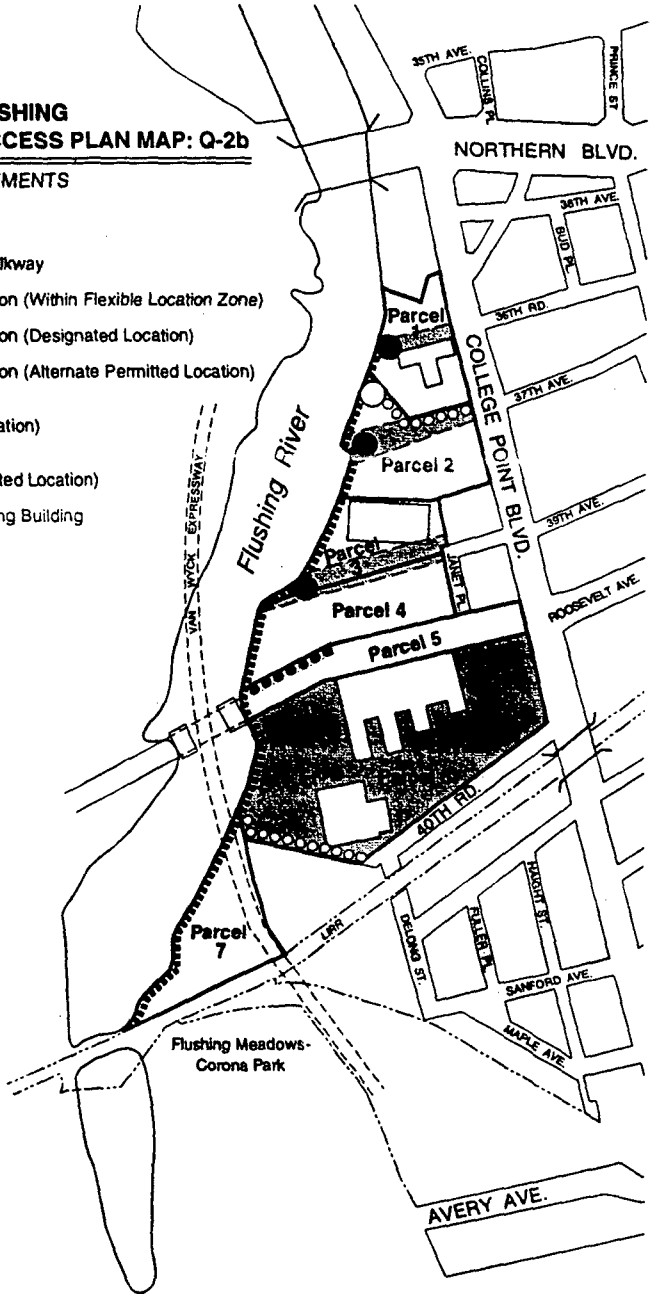 SHING
CCESS PLAN MAP: Q-2b
EMENTS
lkway
on (Within Flexible Location Zone)
on (Designated Location)
on (Alternate Permitted Location)
ation)
ted Location)
ng Building
35TH AVE.
COLLINS PL
PRINCE ST
NORTHERN BLVD.
38TH AVE.
BUD PL.
36TH RD.
37TH AVE.
COLLEGE POINT BLVD.
39TH AVE.
ROOSEVELT AVE.
JANET PL.
Flushing River
VAN WYCK EXPRESSWAY
Parcel
1
Parcel 2
Parcel
3
Parcel 4
Parcel 5
40TH RD.
LIRR
DELONG ST.
FULLER PL
HAIGHT ST.
SANFORD AVE.
MAPLE AVE.
Parcel
7
Flushing Meadows-
Corona Park
AVERY AVE.